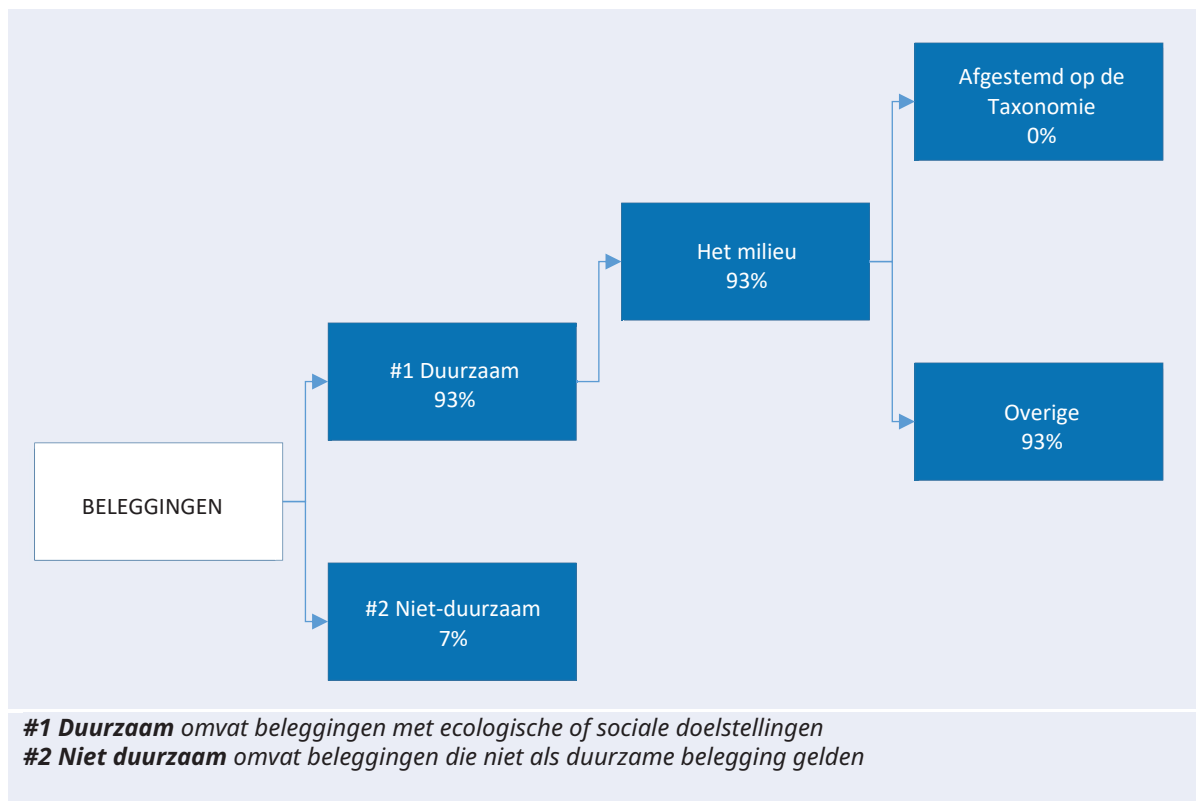 Afgestemd op de
Taxonomie
0%
Het milieu
93%
#1 Duurzaam
93%
Overige
93%
BELEGGINGEN
#2 Niet-duurzaam
7%
#1 Duurzaam omvat beleggingen met ecologische of sociale doelstellingen
#2 Niet duurzaam omvat beleggingen die niet als duurzame belegging gelden